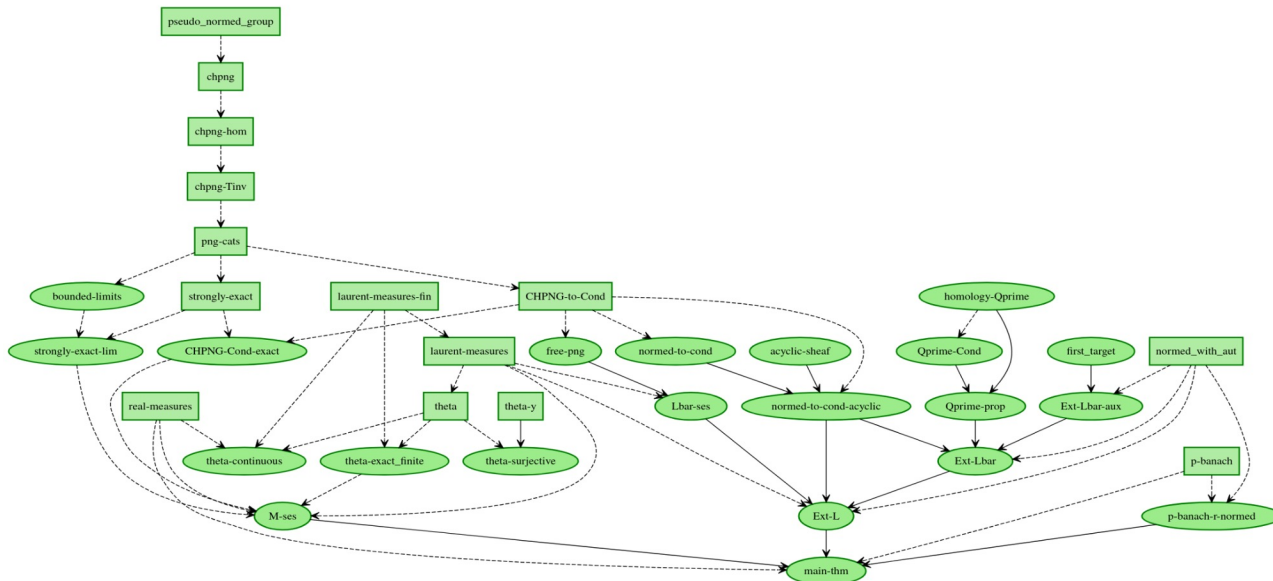 pseudo_normed_group
chpng
chpng-hom
chpng-Tinv
png-cats
bounded-limits
strongly-exact
laurent-measures-fin
CHPNG-to-Cond
homology-Qprime
strongly-exact-lim
CHPNG-Cond-exact
laurent-measures
free-png
normed-to-cond
acyclic-sheaf
Qprime-Cond
first_target
normed_with_aut
real-measures
theta
theta-y
Lbar-ses
normed-to-cond-acyclic
Qprime-prop
Ext-Lbar-aux
theta-continuous
theta-exact_finite
theta-surjective
Ext-Lbar
p-banach
M-ses
Ext-L
p-banach-r-normed
main-thm